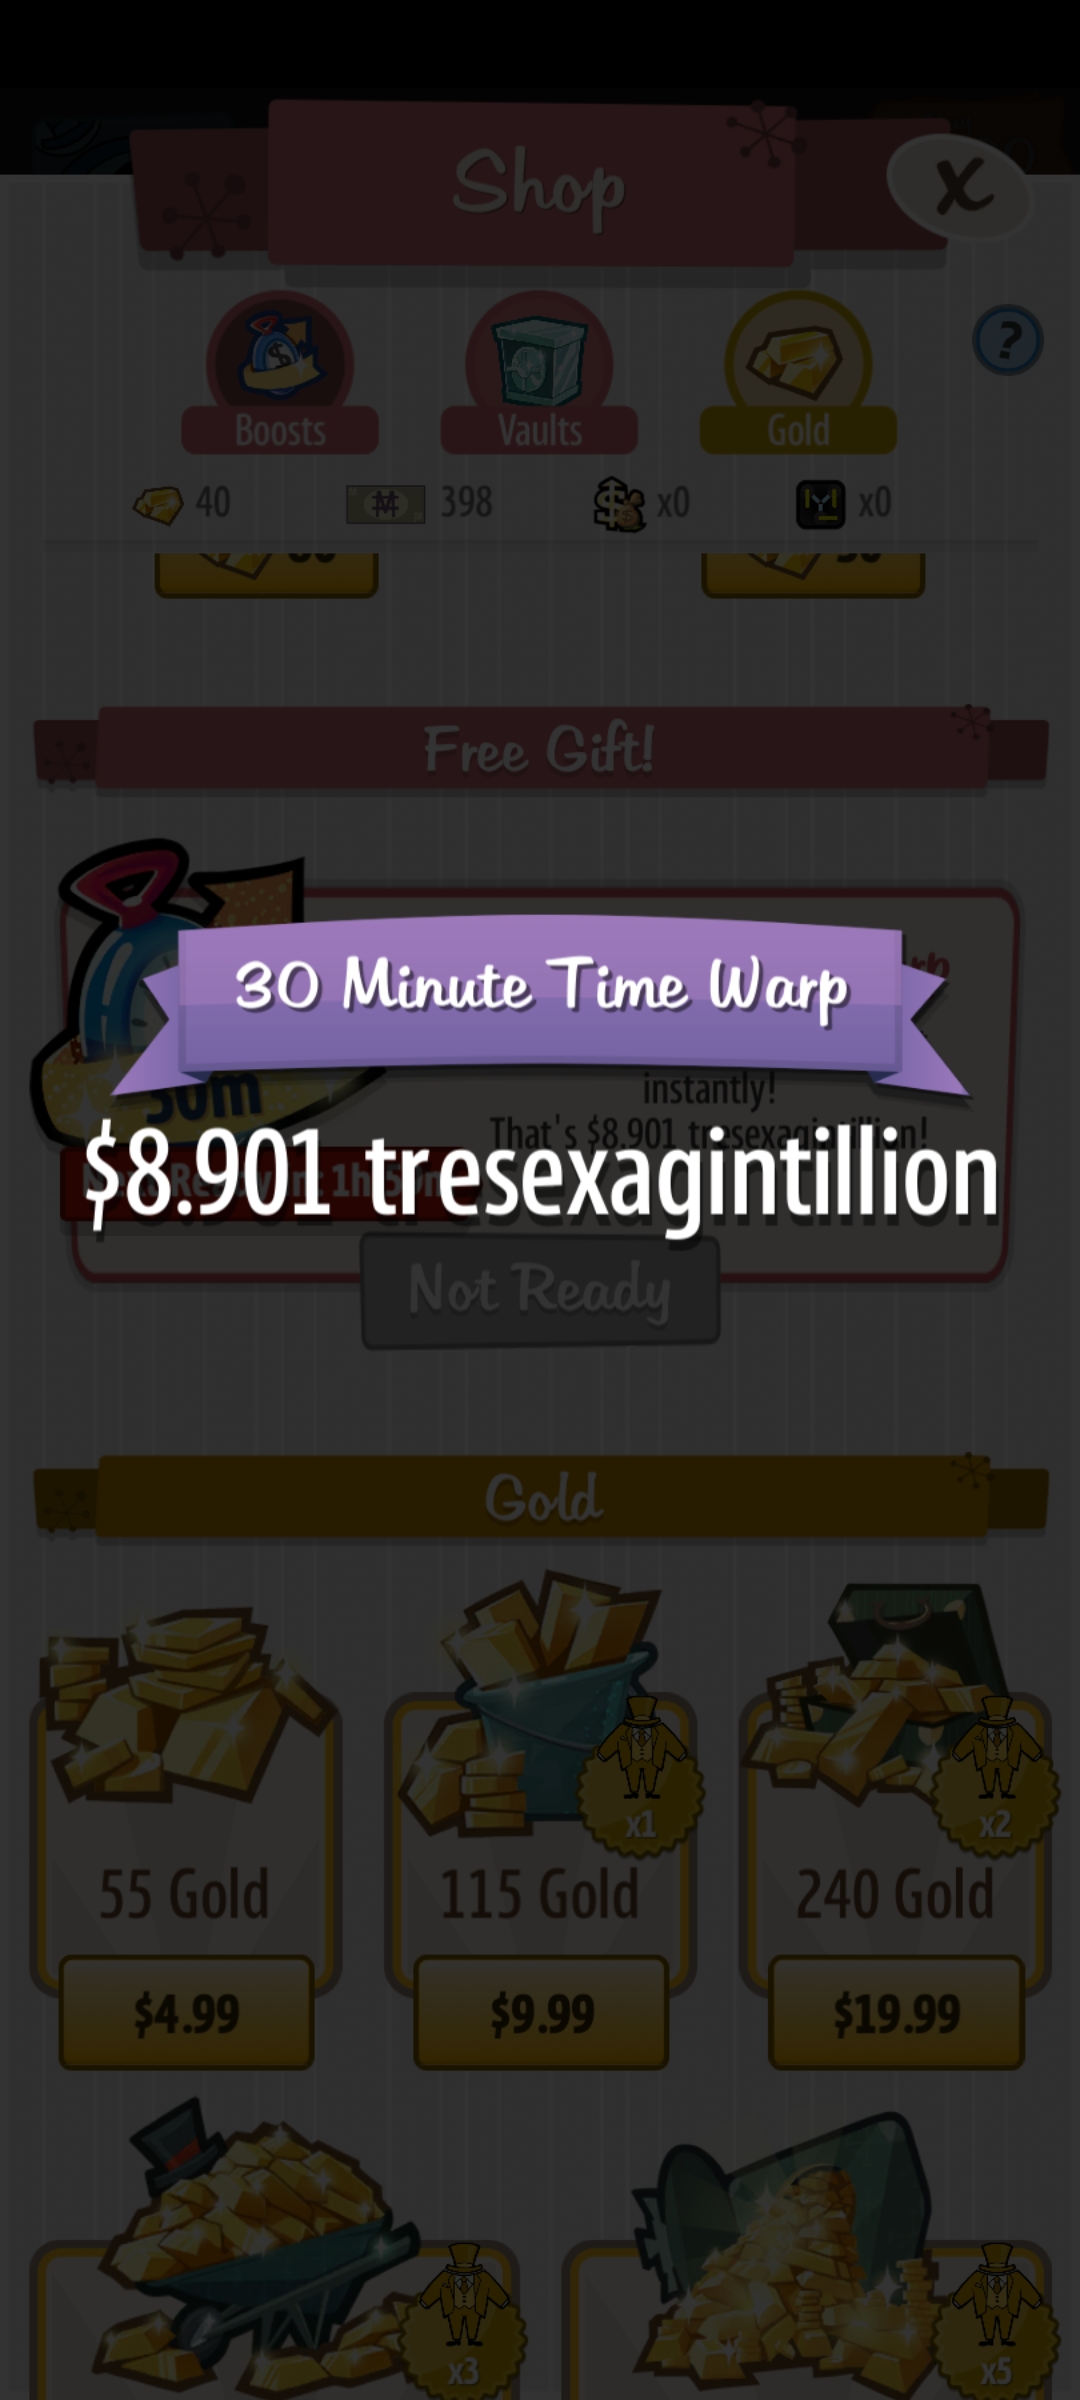 Shop
X
?
Boosts
Vaults
Gold
40
398
x0
x0
Free Gift!
30 Minute Time Warp
30m
instantly!
That's $8.901 tresexagintillion!
$8.901 tresexagintillion
Not Ready
Gold
x1
x2
55 Gold
115 Gold
240 Gold
$4.99
$9.99
$19.99
x3
x5